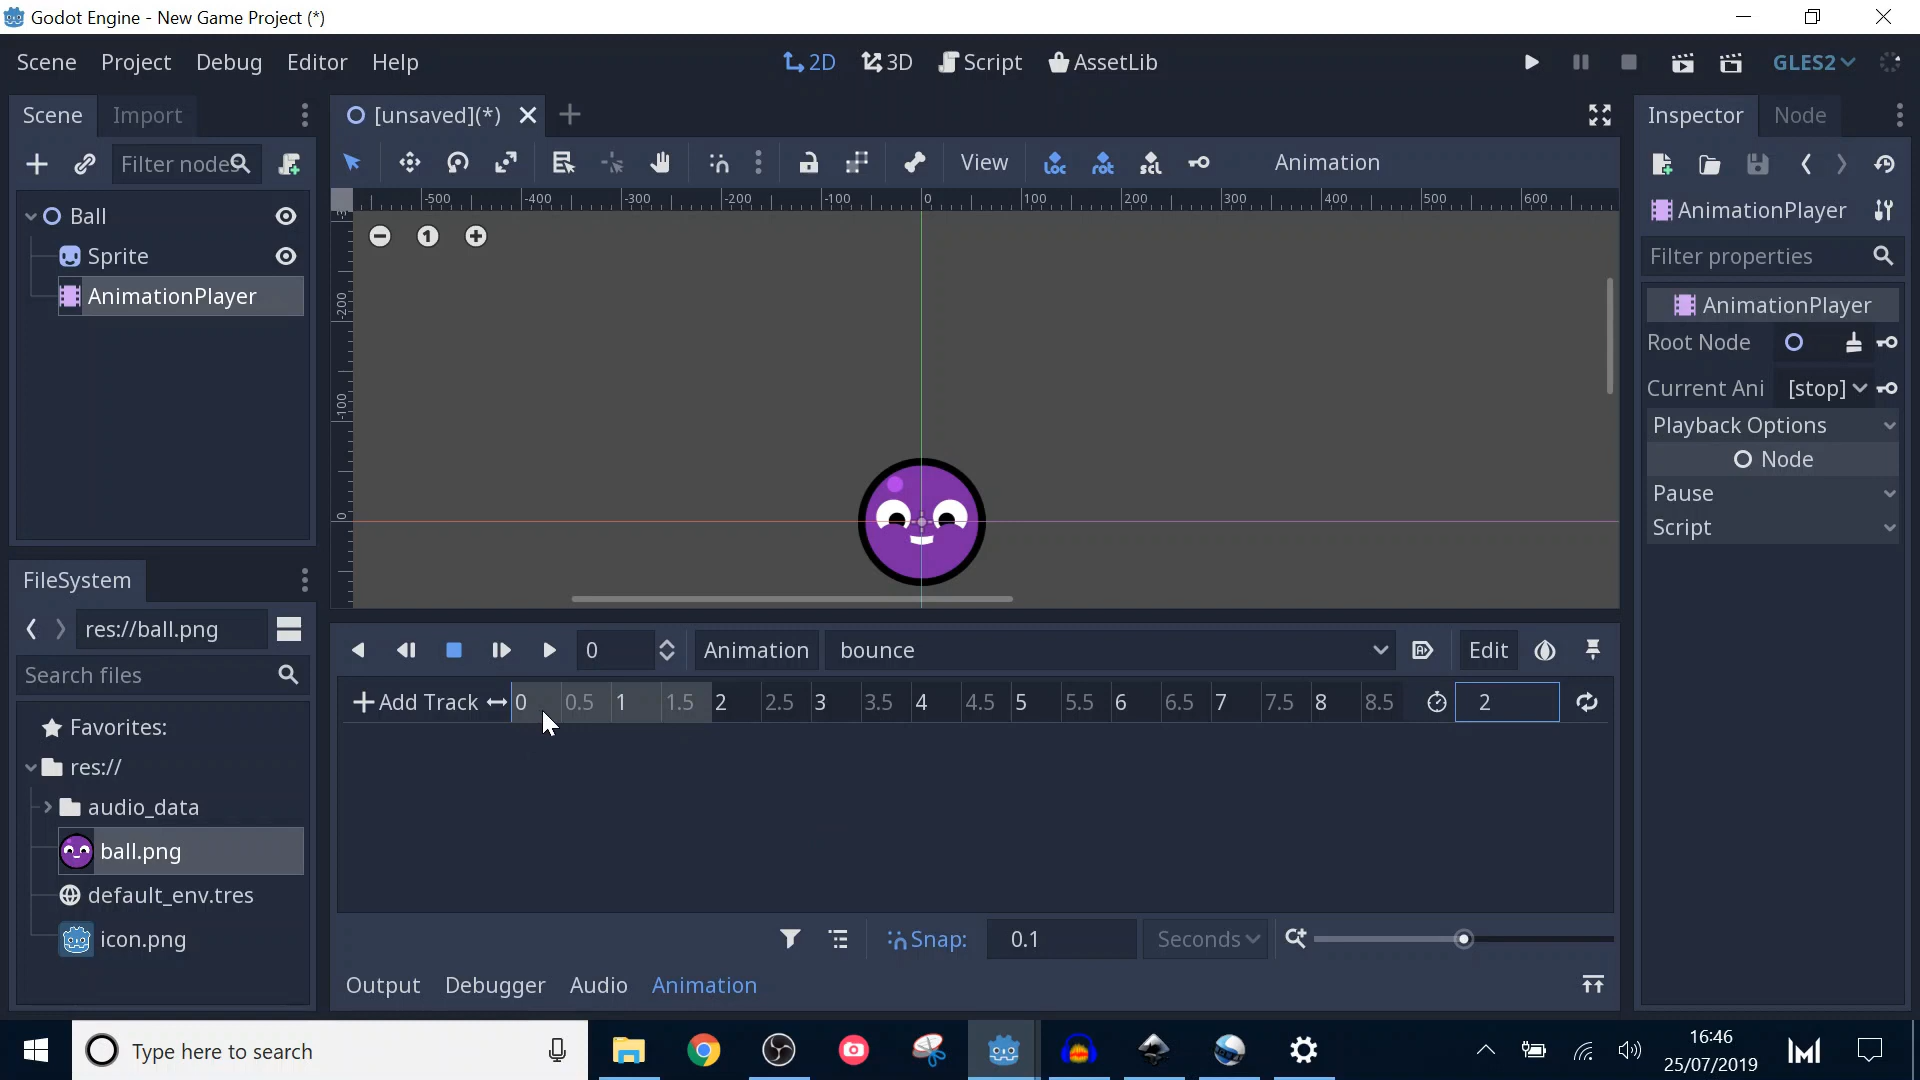 Godot Engine - New Game Project (*)
Scene Project Debug Editor Help
2D 3D Script AssetLib
GLES2
Scene Import
[unsaved](*)
Inspector Node
Filter nodes
View
Animation
Ball
Sprite
AnimationPlayer
-500 -400 -300 -200 -100 0 100 200 300 400 500 600
-200
-100
0
1
AnimationPlayer
Filter properties
AnimationPlayer
Root Node
Current Ani [stop]
Playback Options
Node
Pause
Script
FileSystem
res://ball.png
Search files
Favorites:
res://
audio_data
ball.png
default_env.tres
icon.png
0 Animation bounce Edit
Add Track 0 0.5 1 1.5 2 2.5 3 3.5 4 4.5 5 5.5 6 6.5 7 7.5 8 8.5 2
Snap: 0.1 Seconds
Output Debugger Audio Animation
Type here to search
16:46
25/07/2019